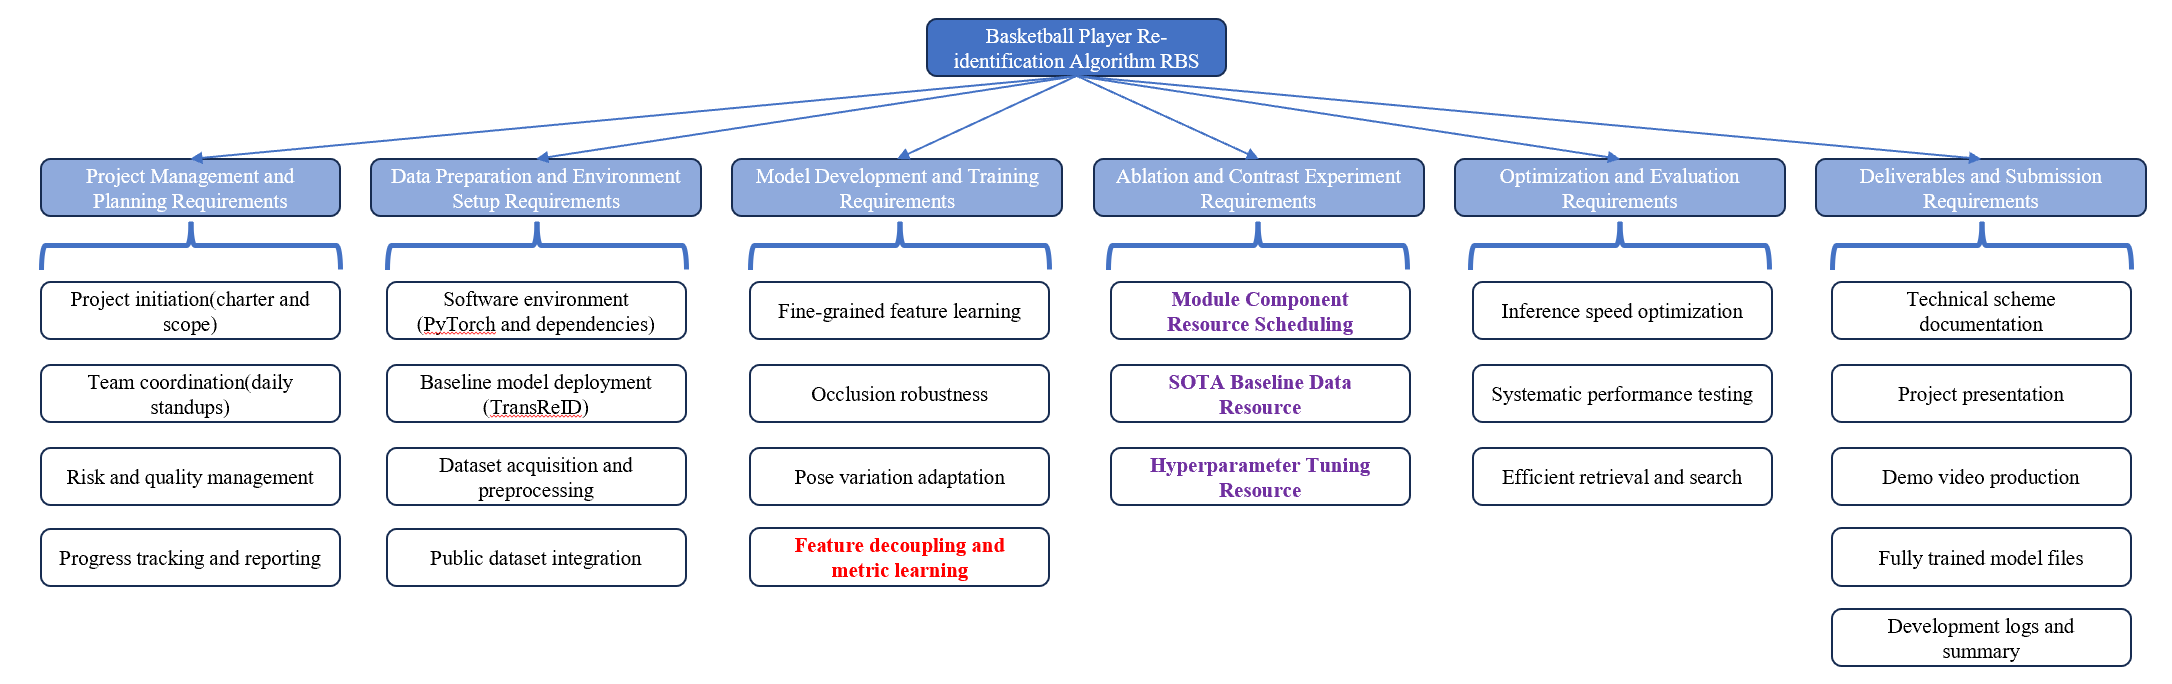 Basketball Player Re-
identification Algorithm RBS
Project Management and
Planning Requirements
Data Preparation and Environment
Setup Requirements
Model Development and Training
Requirements
Ablation and Contrast Experiment
Requirements
Optimization and Evaluation
Requirements
Deliverables and Submission
Requirements
Project initiation(charter and
scope)
Team coordination(daily
standups)
Risk and quality management
Progress tracking and reporting
Software environment
(PyTorch and dependencies)
Baseline model deployment
(TransReID)
Dataset acquisition and
preprocessing
Public dataset integration
Fine-grained feature learning
Occlusion robustness
Pose variation adaptation
Feature decoupling and
metric learning
Module Component
Resource Scheduling
SOTA Baseline Data
Resource
Hyperparameter Tuning
Resource
Inference speed optimization
Systematic performance testing
Efficient retrieval and search
Technical scheme
documentation
Project presentation
Demo video production
Fully trained model files
Development logs and
summary